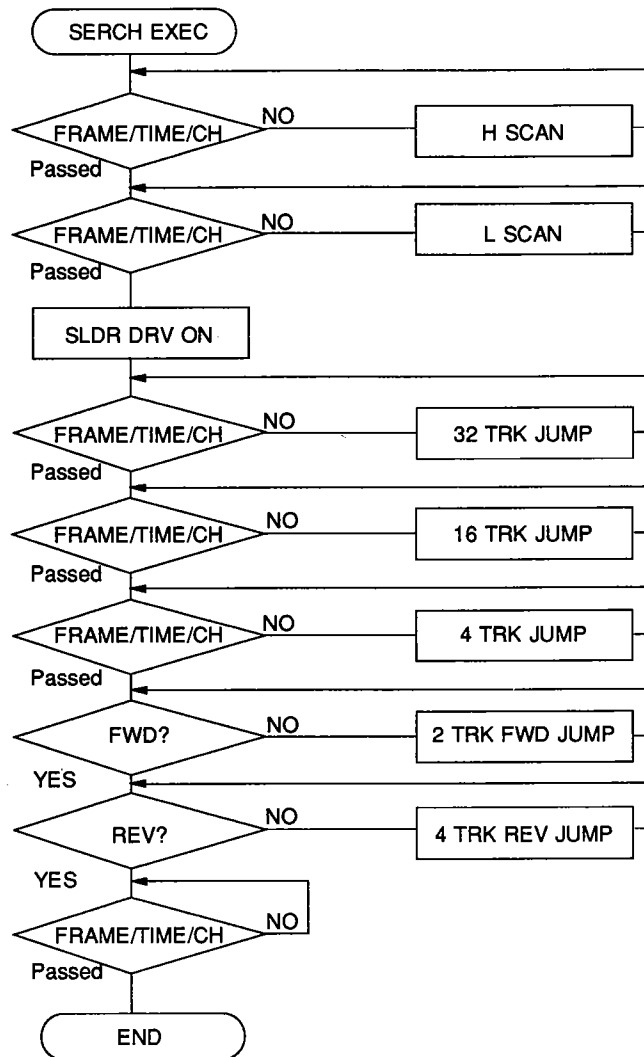 SERCH EXEC
FRAME/TIME/CH
NO
H SCAN
Passed
FRAME/TIME/CH
NO
L SCAN
Passed
SLDR DRV ON
FRAME/TIME/CH
NO
32 TRK JUMP
Passed
FRAME/TIME/CH
NO
16 TRK JUMP
Passed
FRAME/TIME/CH
NO
4 TRK JUMP
Passed
FWD?
NO
2 TRK FWD JUMP
YES
REV?
NO
4 TRK REV JUMP
YES
FRAME/TIME/CH
NO
Passed
END